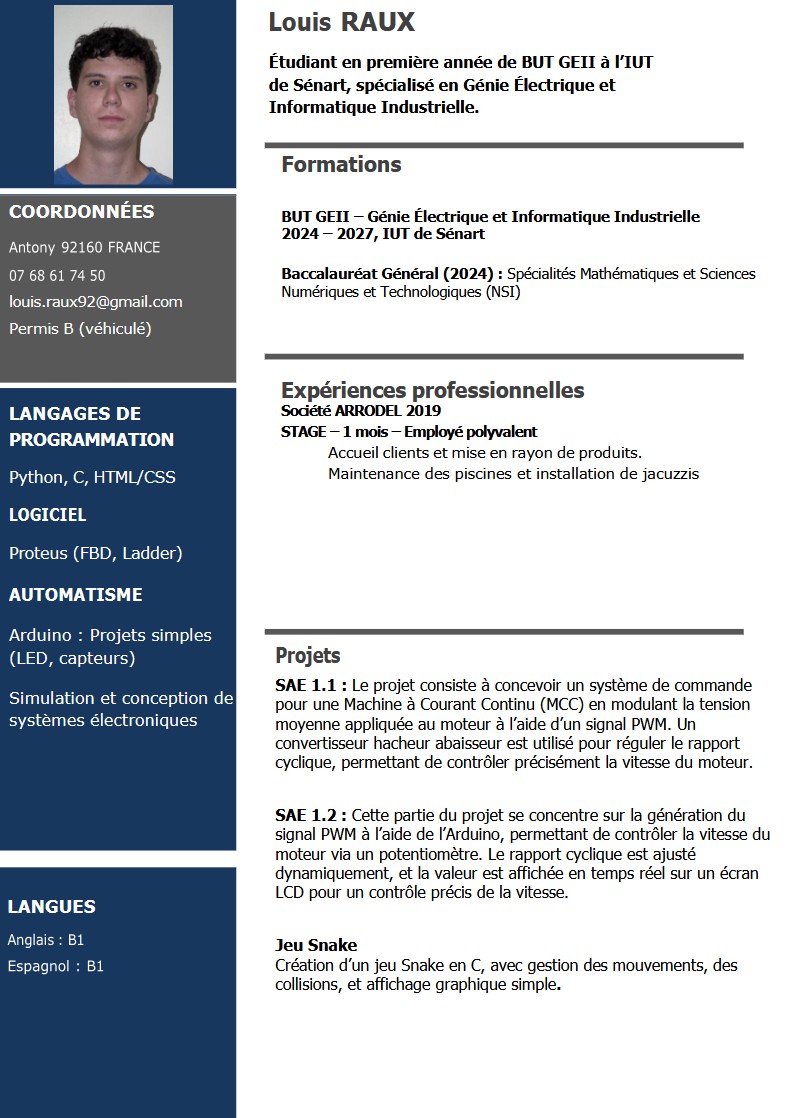 Louis RAUX
Étudiant en première année de BUT GEII à l’IUT
de Sénart, spécialisé en Génie Électrique et
Informatique Industrielle.
COORDONNÉES
Antony 92160 FRANCE
07 68 61 74 50
louis.raux92@gmail.com
Permis B (véhiculé)
LANGAGES DE
PROGRAMMATION
Python, C, HTML/CSS
LOGICIEL
Proteus (FBD, Ladder)
AUTOMATISME
Arduino : Projets simples
(LED, capteurs)
Simulation et conception de
systèmes électroniques
LANGUES
Anglais : B1
Espagnol : B1
Formations
BUT GEII – Génie Électrique et Informatique Industrielle
2024 – 2027, IUT de Sénart
Baccalauréat Général (2024) : Spécialités Mathématiques et Sciences
Numériques et Technologiques (NSI)
Expériences professionnelles
Société ARRODEL 2019
STAGE – 1 mois – Employé polyvalent
Accueil clients et mise en rayon de produits.
Maintenance des piscines et installation de jacuzzis
Projets
SAE 1.1 : Le projet consiste à concevoir un système de commande
pour une Machine à Courant Continu (MCC) en modulant la tension
moyenne appliquée au moteur à l’aide d’un signal PWM. Un
convertisseur hacheur abaisseur est utilisé pour réguler le rapport
cyclique, permettant de contrôler précisément la vitesse du moteur.
SAE 1.2 : Cette partie du projet se concentre sur la génération du
signal PWM à l’aide de l’Arduino, permettant de contrôler la vitesse du
moteur via un potentiomètre. Le rapport cyclique est ajusté
dynamiquement, et la valeur est affichée en temps réel sur un écran
LCD pour un contrôle précis de la vitesse.
Jeu Snake
Création d’un jeu Snake en C, avec gestion des mouvements, des
collisions, et affichage graphique simple.